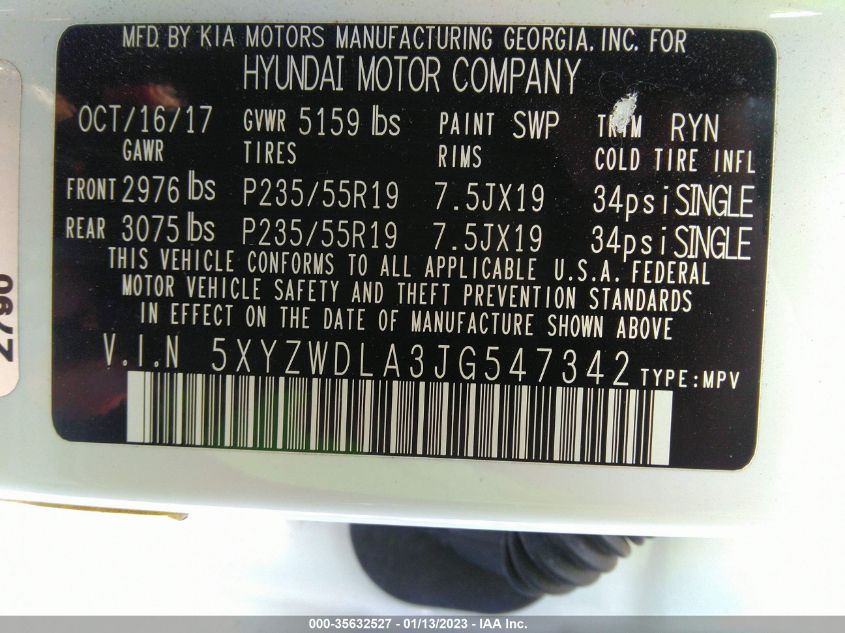 MFD. BY KIA MOTORS MANUFACTURING GEORGIA, INC. FOR
HYUNDAI MOTOR COMPANY
OCT/16/17 GVWR 5159 lbs PAINT SWP TRIM RYN
GAWR TIRES RIMS COLD TIRE INFL
FRONT 2976 lbs P235/55R19 7.5JX19 34psi SINGLE
REAR 3075 lbs P235/55R19 7.5JX19 34psi SINGLE
THIS VEHICLE CONFORMS TO ALL APPLICABLE U.S.A. FEDERAL
MOTOR VEHICLE SAFETY AND THEFT PREVENTION STANDARDS
IN EFFECT ON THE DATE OF MANUFACTURE SHOWN ABOVE
V.I.N 5XYZWDLA3JG547342 TYPE:MPV
000-35632527 - 01/13/2023 - IAA Inc.